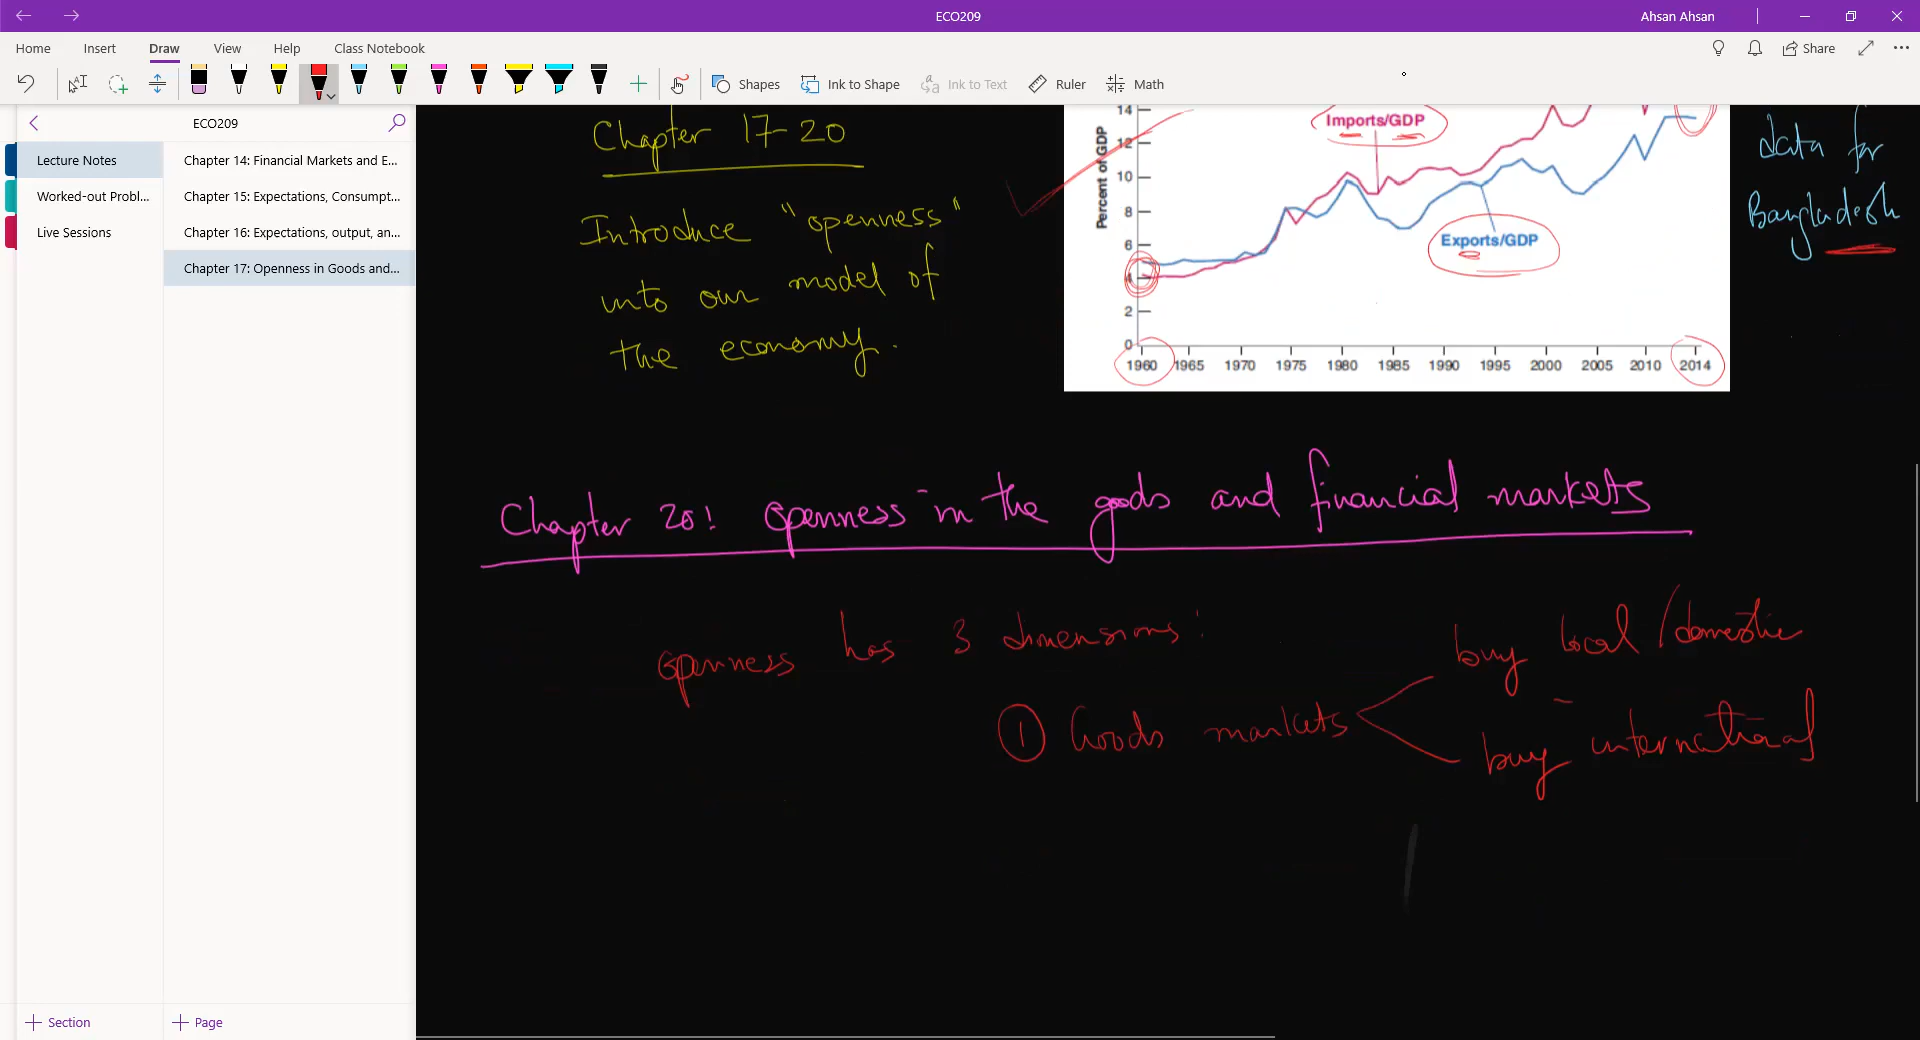 ECO209
Ahsan Ahsan
Home Insert Draw View Help Class Notebook
Share
Shapes Ink to Shape Ink to Text Ruler Math
ECO209
Lecture Notes
Worked-out Probl...
Live Sessions
Chapter 14: Financial Markets and E...
Chapter 15: Expectations, Consumpt...
Chapter 16: Expectations, output, an...
Chapter 17: Openness in Goods and...
Section
Page
Chapter 17-20
Introduce "openness"
into our model of
the economy.
Percent of GDP
14
12
10
8
6
4
2
0
Imports/GDP
Exports/GDP
1960 1965 1970 1975 1980 1985 1990 1995 2000 2005 2010 2014
data for
Bangladesh
Chapter 20: Openness in the goods and financial markets
Openness has 3 dimensions:
① Goods markets
buy local/domestic
buy international